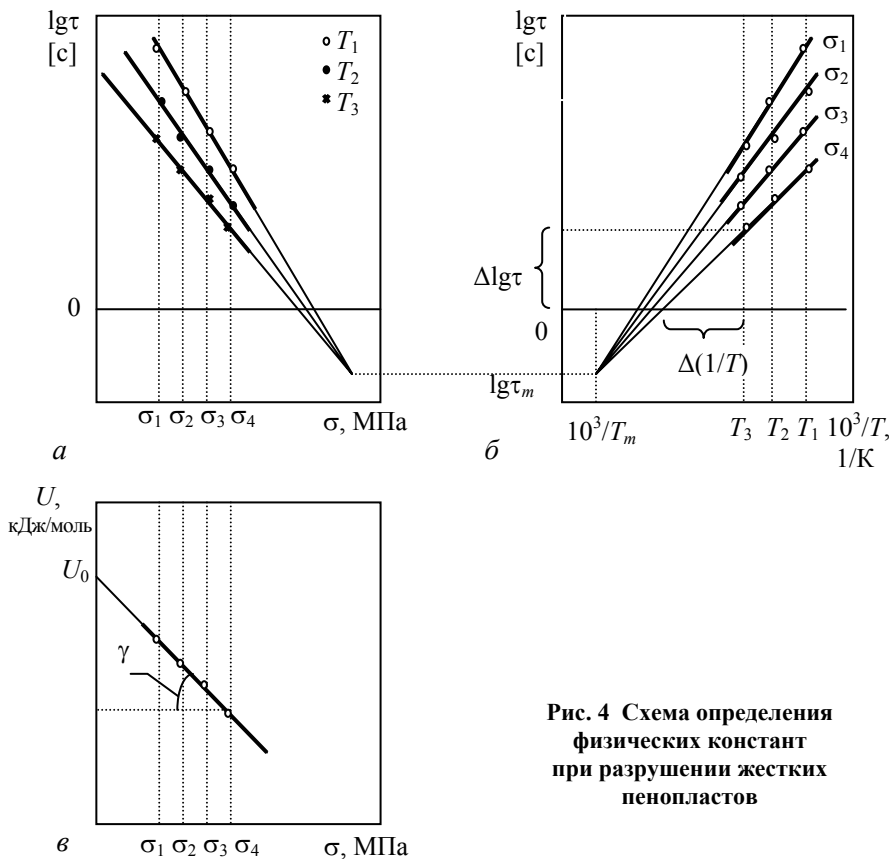 lgτ
[с]
T₁
T₂
T₃
0
σ₁ σ₂ σ₃ σ₄ σ, МПа
а
lgτ
[с]
σ₁
σ₂
σ₃
σ₄
Δlgτ
0
Δ(1/T)
lgτₘ
10³/Tₘ T₃ T₂ T₁ 10³/T,
1/К
б
U,
кДж/моль
U₀
γ
σ₁ σ₂ σ₃ σ₄ σ, МПа
в
Рис. 4 Схема определения
физических констант
при разрушении жестких
пенопластов